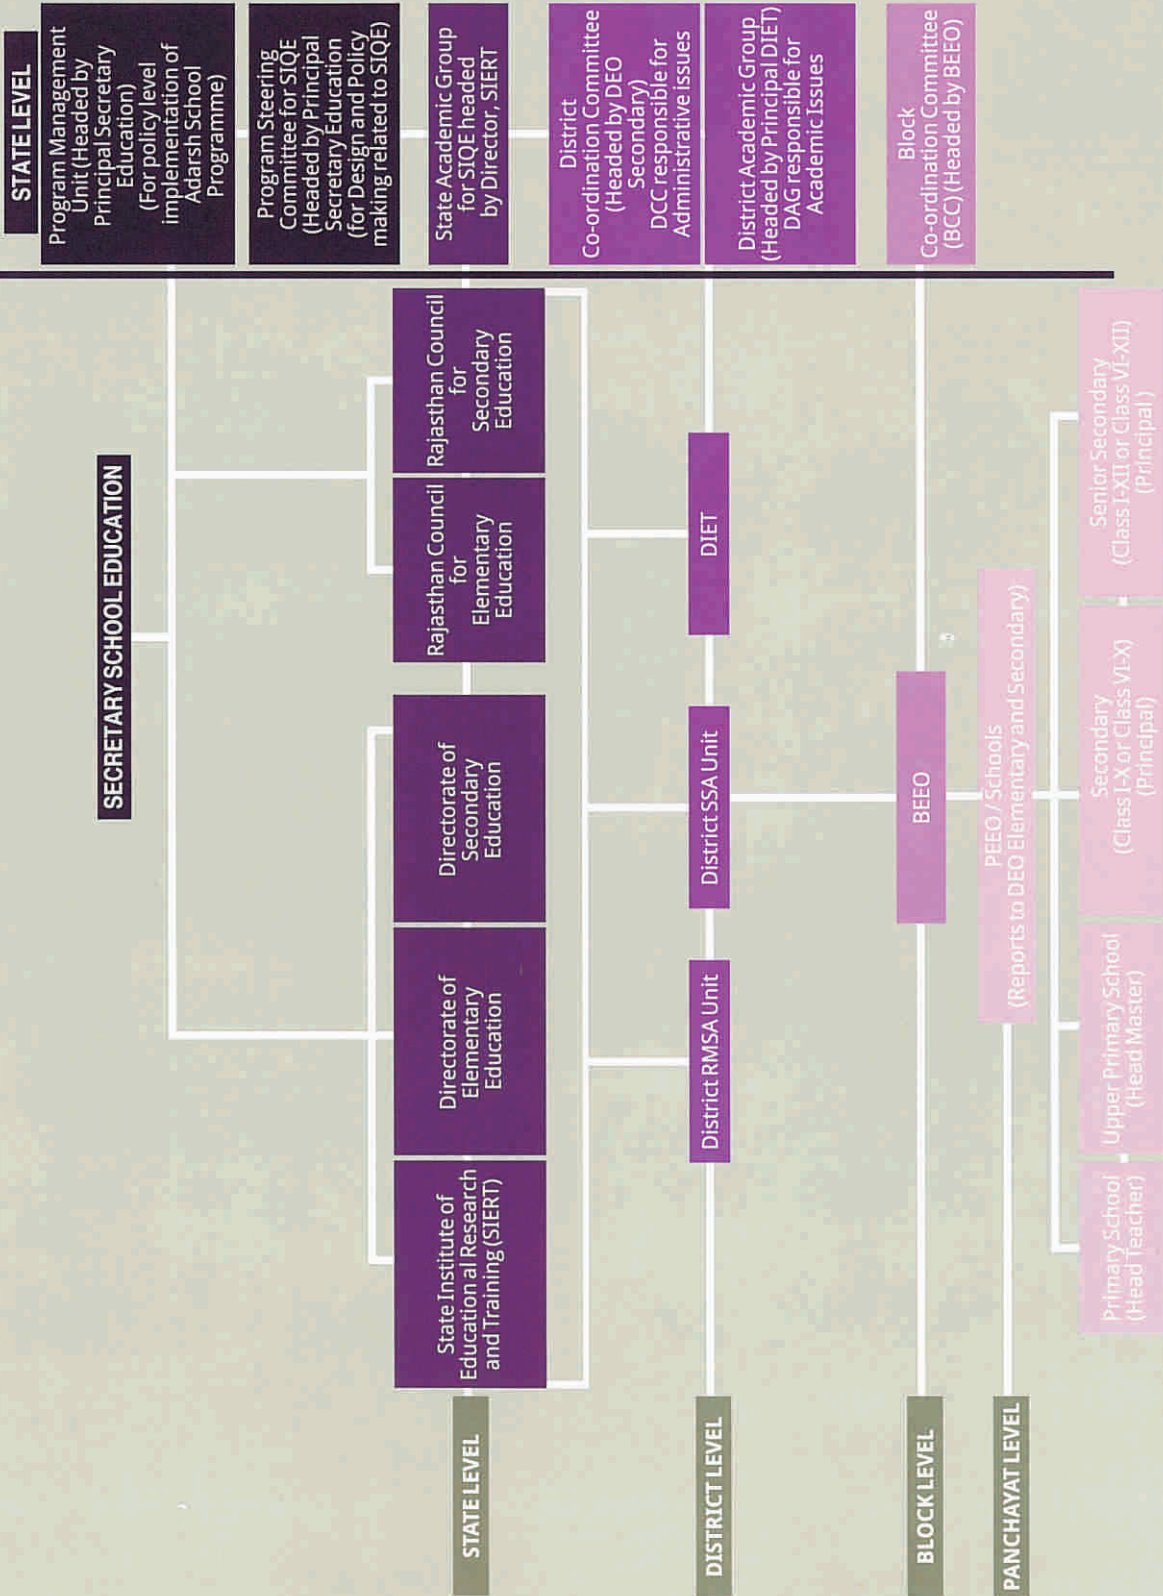 SECRETARY SCHOOL EDUCATION
STATE LEVEL
State Institute of
Education al Research
and Training (SIERT)
Directorate of
Elementary
Education
Directorate of
Secondary
Education
Rajasthan Council
for
Elementary
Education
Rajasthan Council
for
Secondary
Education
DISTRICT LEVEL
District RMSA Unit
District SSA Unit
DIET
BLOCK LEVEL
BEEO
PANCHAYAT LEVEL
PEEO / Schools
(Reports to DEO Elementary and Secondary)
Primary School
(Head Teacher)
Upper Primary School
(Head Master)
Secondary
(Class I-X or Class VI-X)
(Principal)
Senior Secondary
(Class I-XII or Class VI-XII)
(Principal )
STATE LEVEL
Program Management
Unit (Headed by
Principal Secretary
Education)
(For policy level
implementation of
Adarsh School
Programme)
Program Steering
Committee for SIQE
(Headed by Principal
Secretary Education
(for Design and Policy
making related to SIQE)
State Academic Group
for SIQE headed
by Director, SIERT
District
Co-ordination Committee
(Headed by DEO
Secondary)
DCC responsible for
Administrative issues
District Academic Group
(Headed by Principal DIET)
DAG responsible for
Academic Issues
Block
Co-ordination Committee
(BCC) (Headed by BEEO)